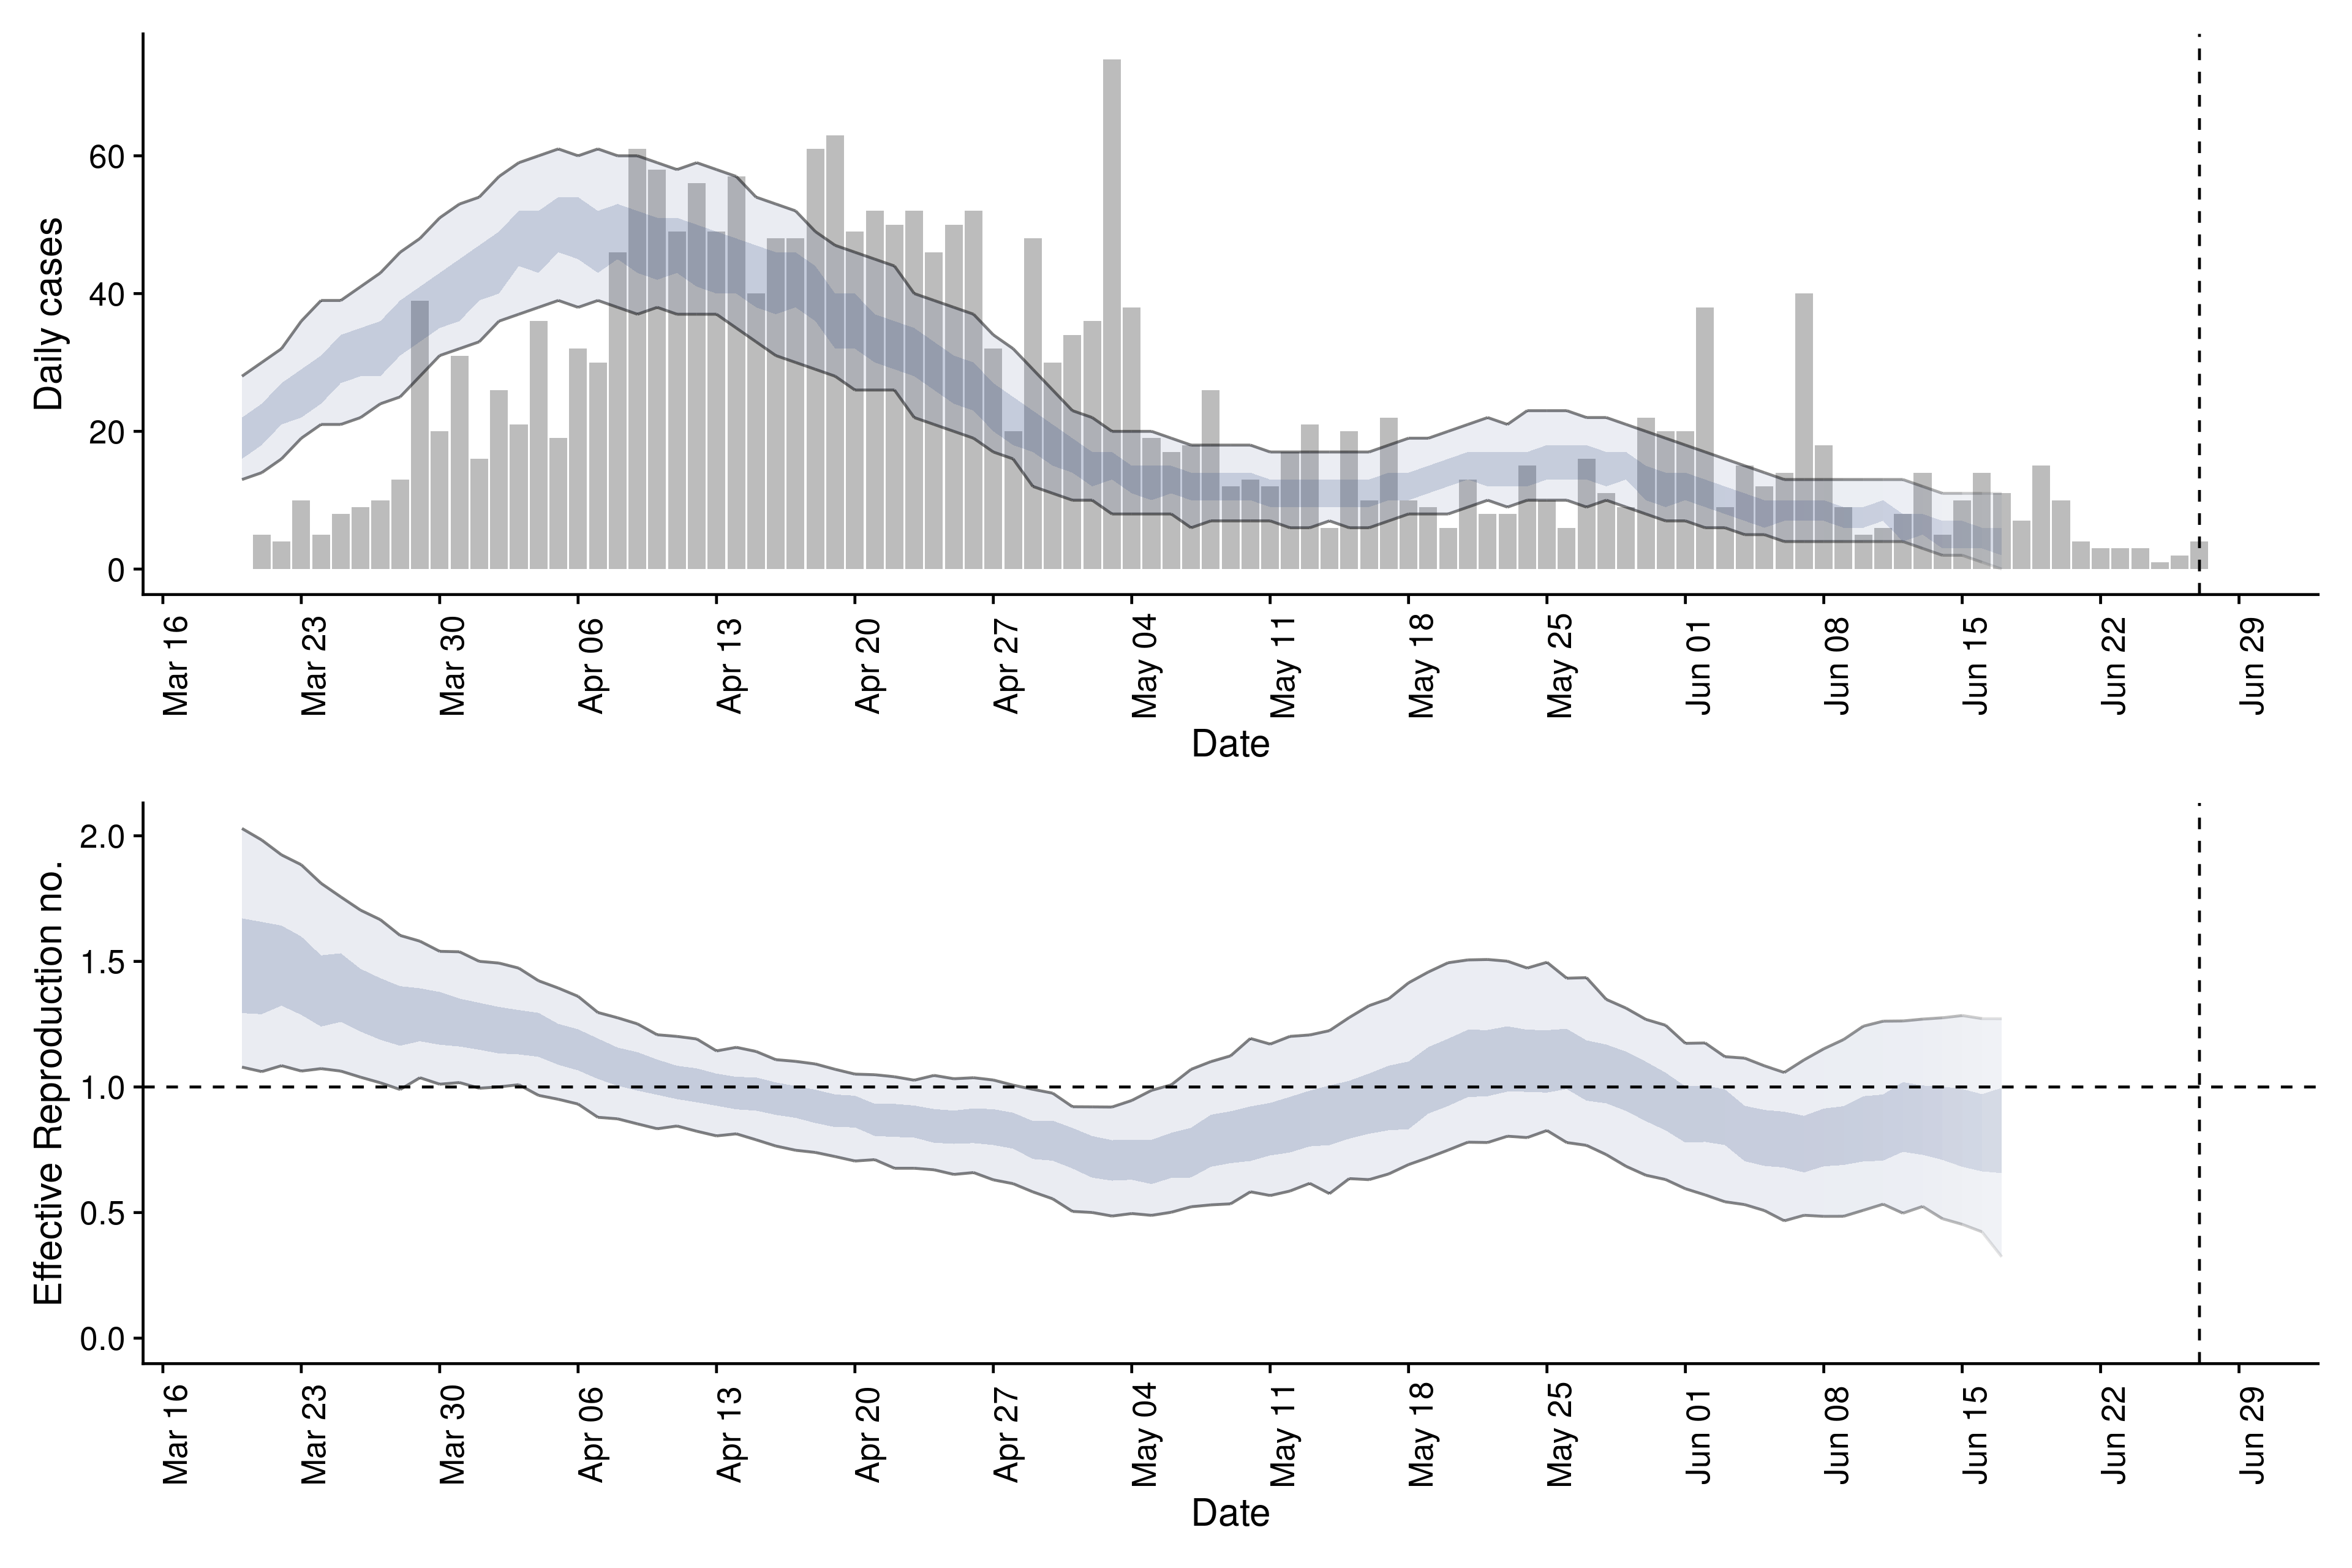 Daily cases
60
40
20
0
Mar 16
Mar 23
Mar 30
Apr 06
Apr 13
Apr 20
Apr 27
May 04
May 11
May 18
May 25
Jun 01
Jun 08
Jun 15
Jun 22
Jun 29
Date
Effective Reproduction no.
2.0
1.5
1.0
0.5
0.0
Mar 16
Mar 23
Mar 30
Apr 06
Apr 13
Apr 20
Apr 27
May 04
May 11
May 18
May 25
Jun 01
Jun 08
Jun 15
Jun 22
Jun 29
Date